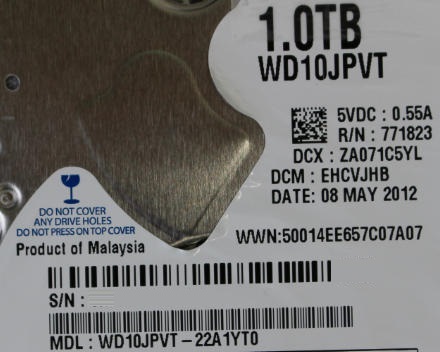 1.0TB
WD10JPVT
5VDC : 0.55A
R/N : 771823
DCX : ZA071C5YL
DCM : EHCVJHB
DATE: 08 MAY 2012
DO NOT COVER
ANY DRIVE HOLES
DO NOT PRESS ON TOP COVER
Product of Malaysia
WWN:50014EE657C07A07
S/N :
MDL : WD10JPVT-22A1YT0